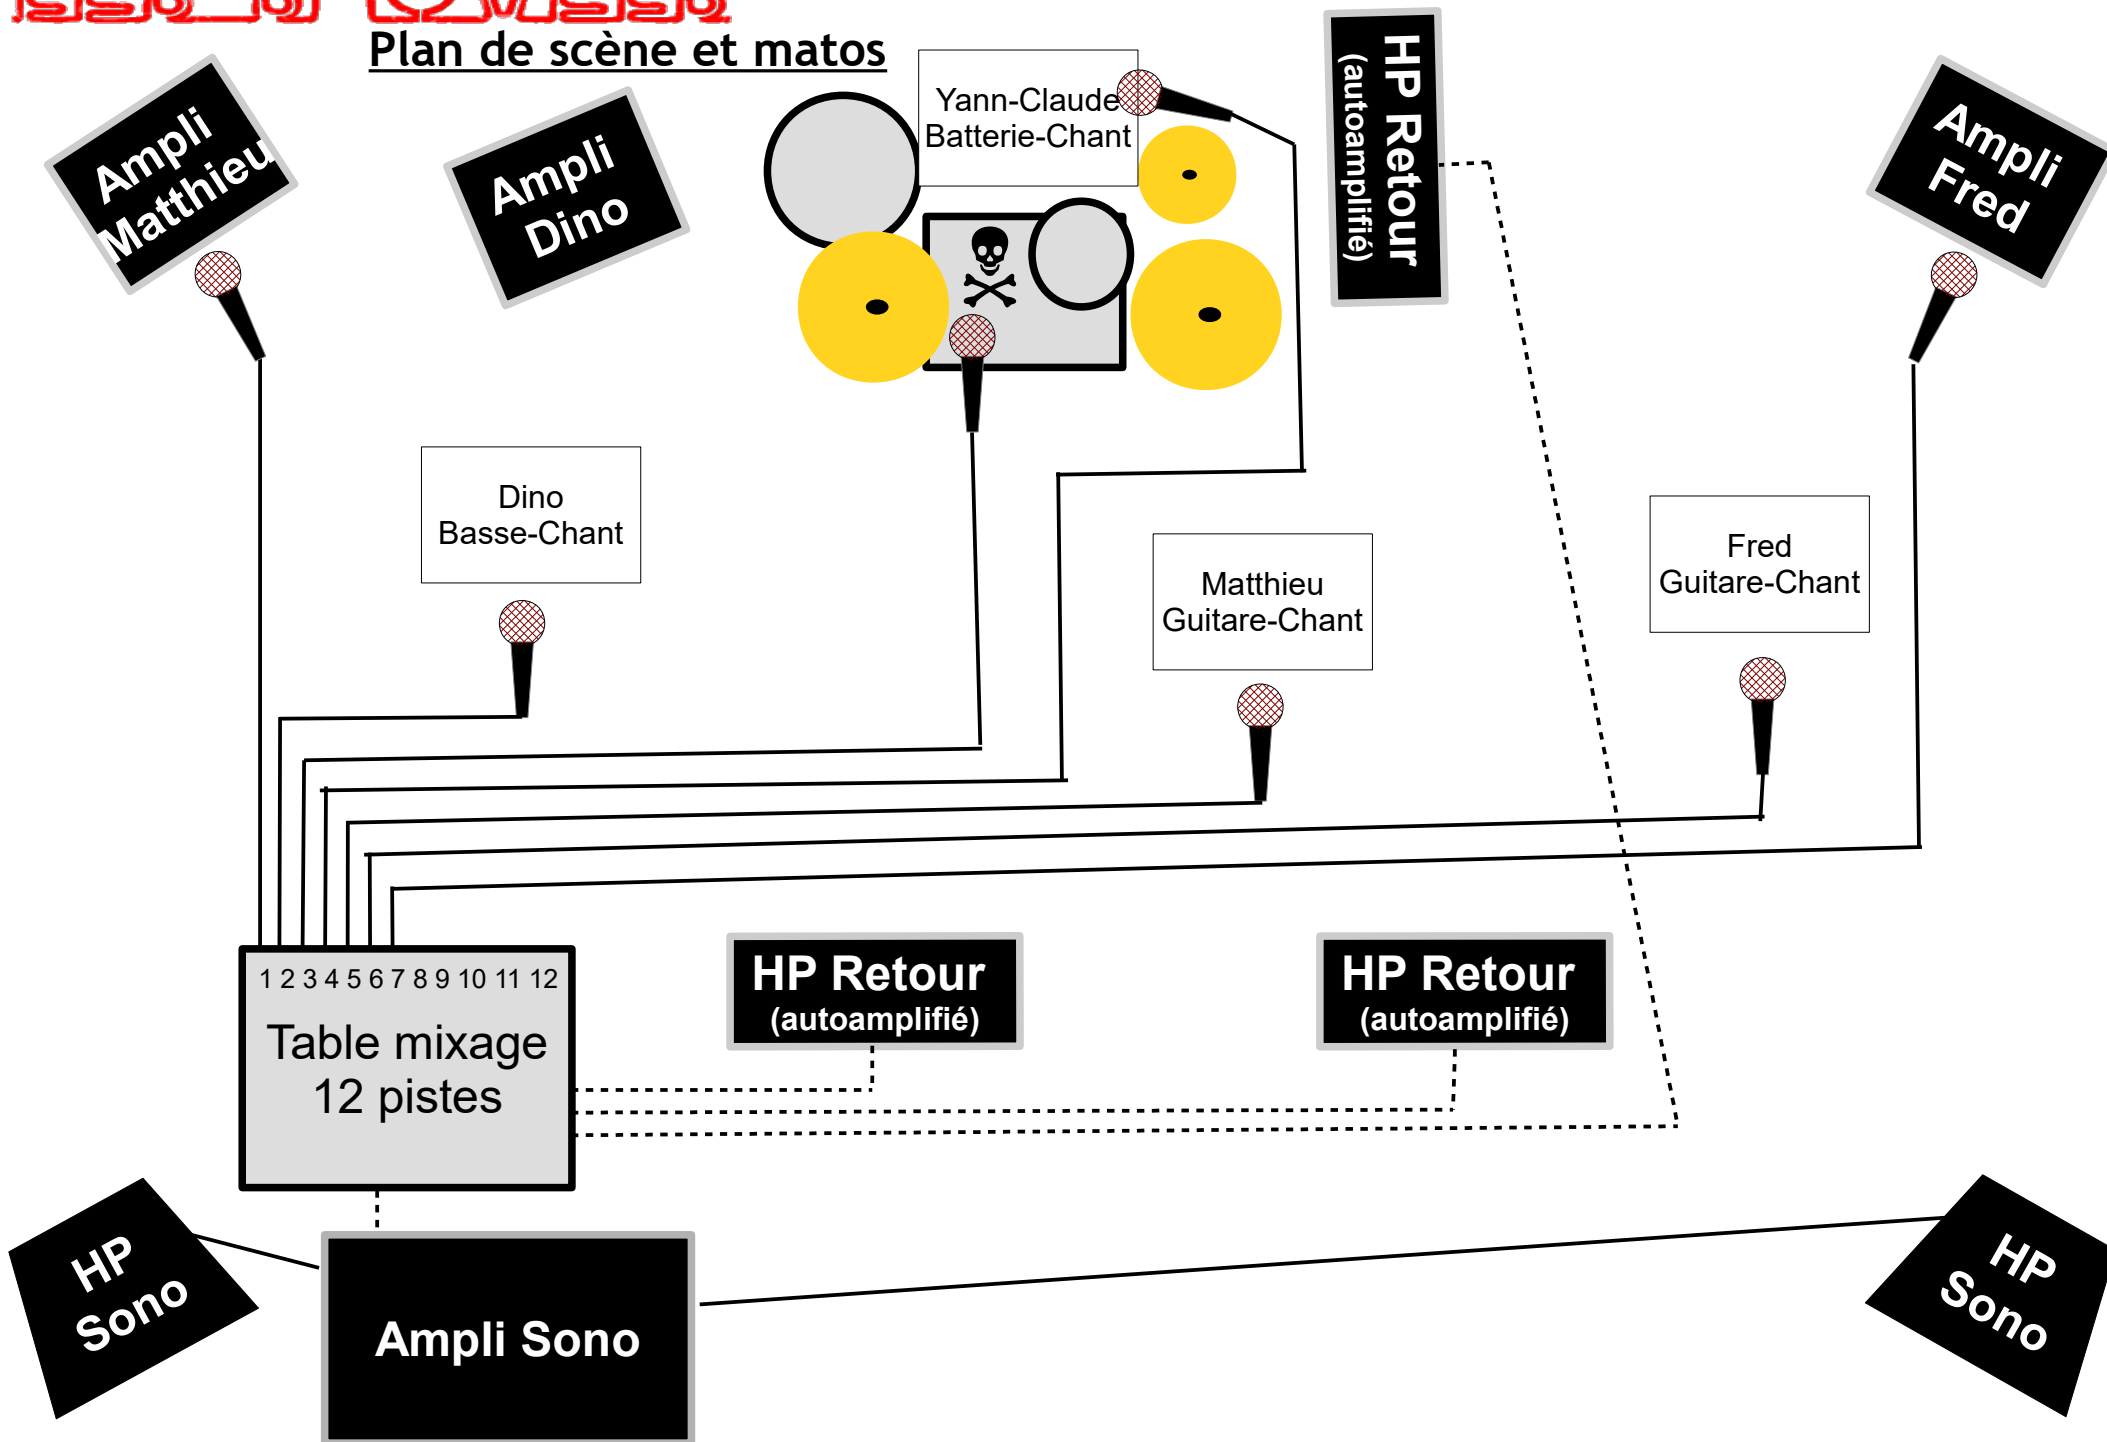 Plan de scène et matos
Ampli
Matthieu
Ampli
Dino
Yann-Claude
Batterie-Chant
HP Retour
(autoamplifié)
Ampli
Fred
Dino
Basse-Chant
Matthieu
Guitare-Chant
Fred
Guitare-Chant
1 2 3 4 5 6 7 8 9 10 11 12
Table mixage
12 pistes
HP Retour
(autoamplifié)
HP Retour
(autoamplifié)
HP
Sono
Ampli Sono
HP
Sono